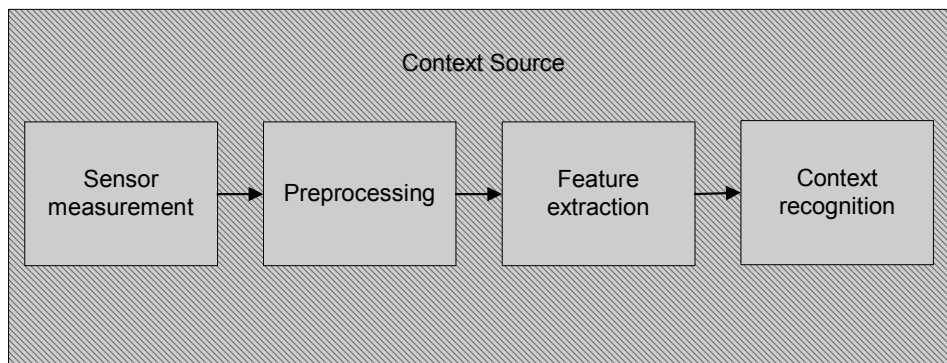 Context Source
Sensor
measurement
Preprocessing
Feature
extraction
Context
recognition